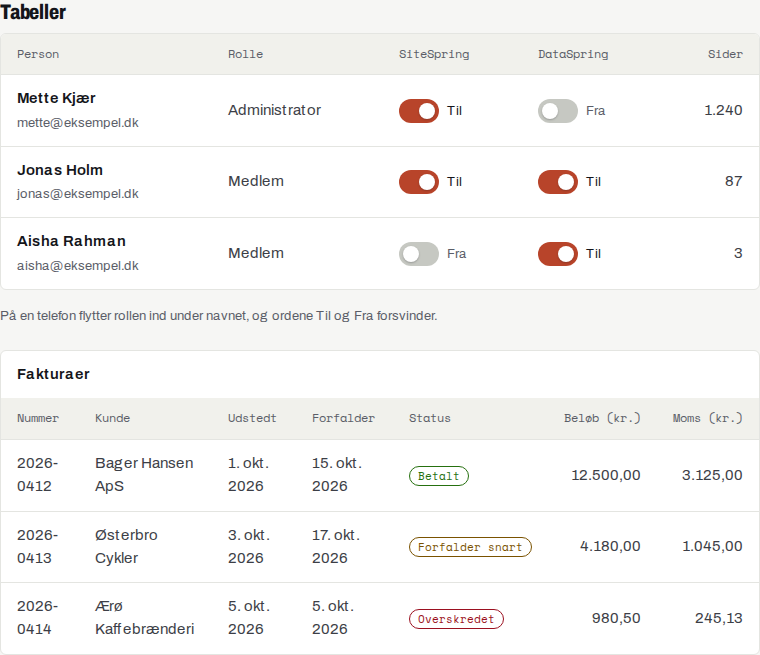 Tabeller
Person Rolle SiteSpring DataSpring Sider
Mette Kjær
mette@eksempel.dk
Administrator Til Fra 1.240
Jonas Holm
jonas@eksempel.dk
Medlem Til Til 87
Aisha Rahman
aisha@eksempel.dk
Medlem Fra Til 3
På en telefon flytter rollen ind under navnet, og ordene Til og Fra forsvinder.
Fakturaer
Nummer Kunde Udstedt Forfalder Status Beløb (kr.) Moms (kr.)
2026- Bager Hansen 1. okt. 15. okt.
0412 ApS 2026 2026
Betalt 12.500,00 3.125,00
2026- Østerbro 3. okt. 17. okt.
0413 Cykler 2026 2026
Forfalder snart 4.180,00 1.045,00
2026- Ærø 5. okt. 5. okt.
0414 Kaffebrænderi 2026 2026
Overskredet 980,50 245,13